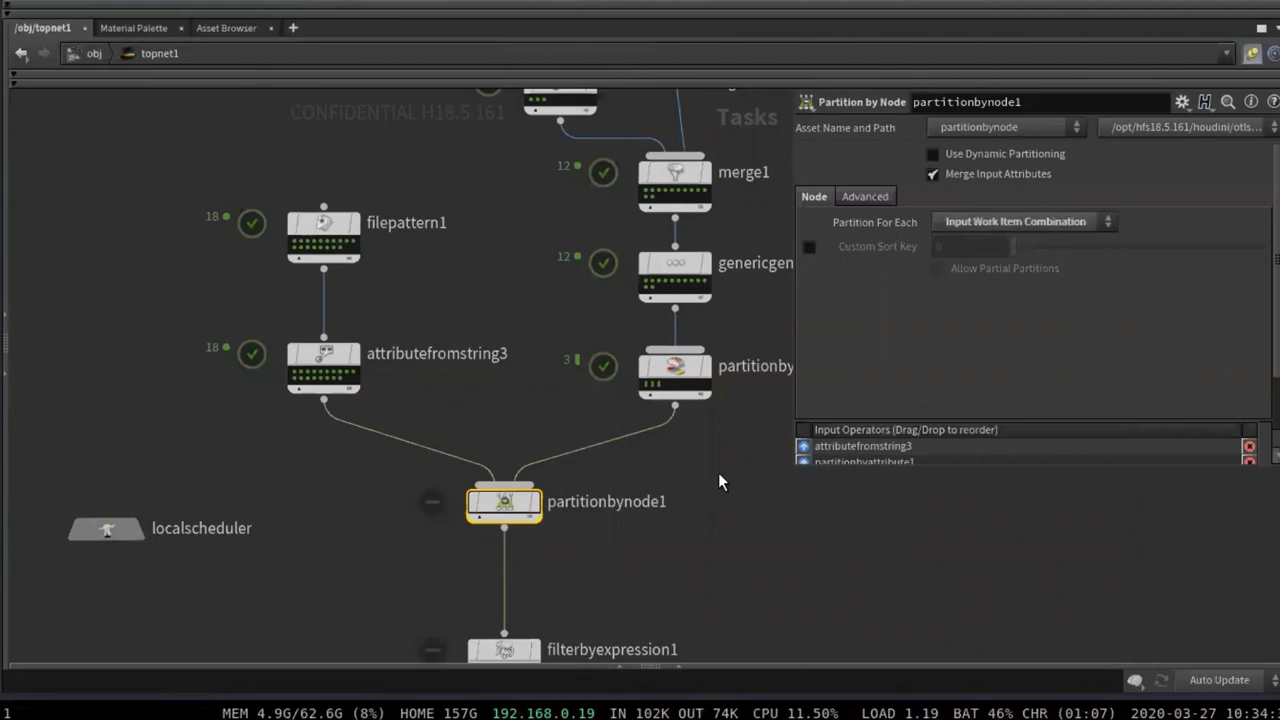 /obj/topnet1 × Material Palette × Asset Browser × +
obj topnet1
CONFIDENTIAL H18.5.161
Tasks
Partition by Node partitionbynode1
Asset Name and Path partitionbynode /opt/hfs18.5.161/houdini/otls...
Use Dynamic Partitioning
Merge Input Attributes
Node Advanced
Partition For Each Input Work Item Combination
Custom Sort Key 0
Allow Partial Partitions
Input Operators (Drag/Drop to reorder)
attributefromstring3
partitionbyattribute1
12 merge1
18 filepattern1
12 genericgen
18 attributefromstring3
3 partitionby
partitionbynode1
localscheduler
filterbyexpression1
Auto Update
1 MEM 4.9G/62.6G (8%) HOME 157G 192.168.0.19 IN 102K OUT 74K CPU 11.50% LOAD 1.19 BAT 46% CHR (01:07) 2020-03-27 10:34: